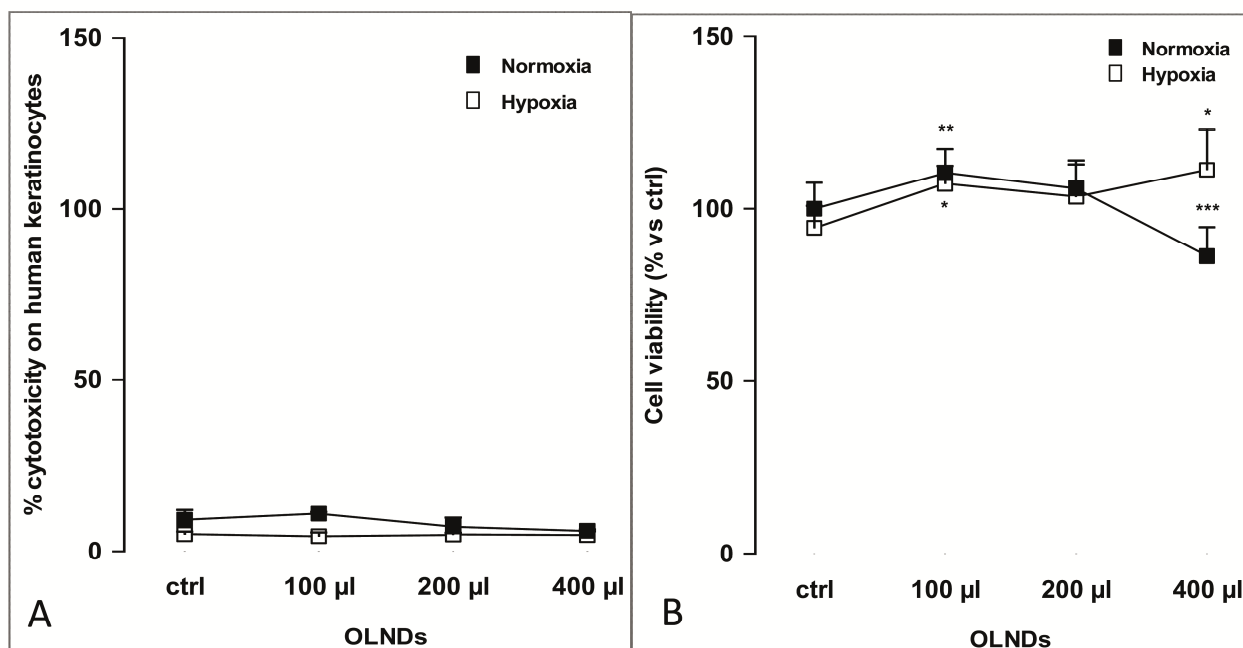 % cytotoxicity on human keratinocytes
150
100
50
0
Normoxia
Hypoxia
ctrl
100 µl
200 µl
400 µl
OLNDs
A
Cell viability (% vs ctrl)
150
100
50
0
Normoxia
Hypoxia
**
*
*
***
ctrl
100 µl
200 µl
400 µl
OLNDs
B